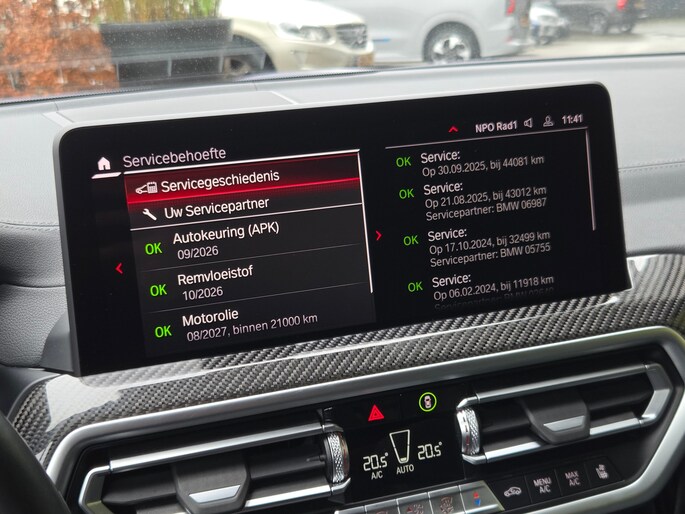 NPO Rad1 11:41
Servicebehoefte
Servicegeschiedenis
Uw Servicepartner
OK Autokeuring (APK)
09/2026
OK Remvloeistof
10/2026
OK Motorolie
08/2027, binnen 21000 km
OK Service:
Op 30.09.2025, bij 44081 km
OK Service:
Op 21.08.2025, bij 43012 km
Servicepartner: BMW 06987
OK Service:
Op 17.10.2024, bij 32499 km
Servicepartner: BMW 05755
OK Service:
Op 06.02.2024, bij 11918 km
20.5° 20.5°
A/C AUTO
MENU A/C
MAX A/C